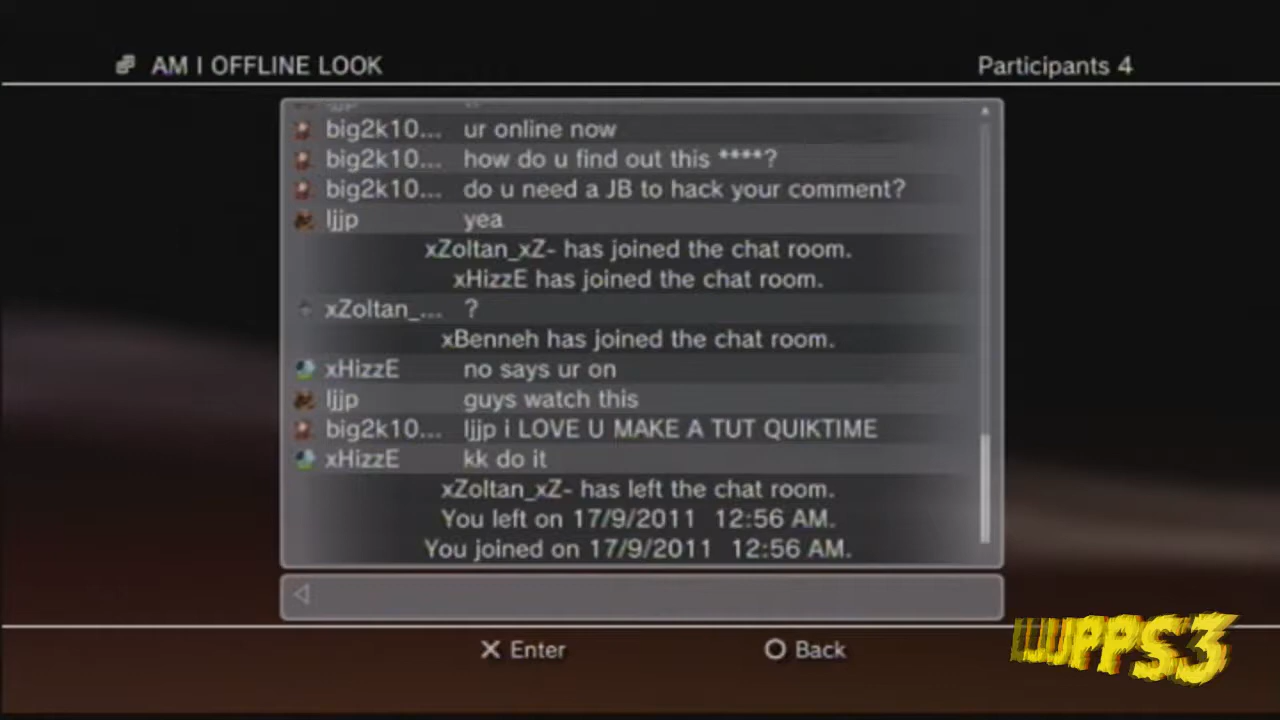 AM I OFFLINE LOOK
Participants 4
big2k10... ur online now
big2k10... how do u find out this ****?
big2k10... do u need a JB to hack your comment?
ljjp yea
xZoltan_xZ- has joined the chat room.
xHizzE has joined the chat room.
xZoltan_... ?
xBenneh has joined the chat room.
xHizzE no says ur on
ljjp guys watch this
big2k10... ljjp i LOVE U MAKE A TUT QUIKTIME
xHizzE kk do it
xZoltan_xZ- has left the chat room.
You left on 17/9/2011 12:56 AM.
You joined on 17/9/2011 12:56 AM.
Enter
Back